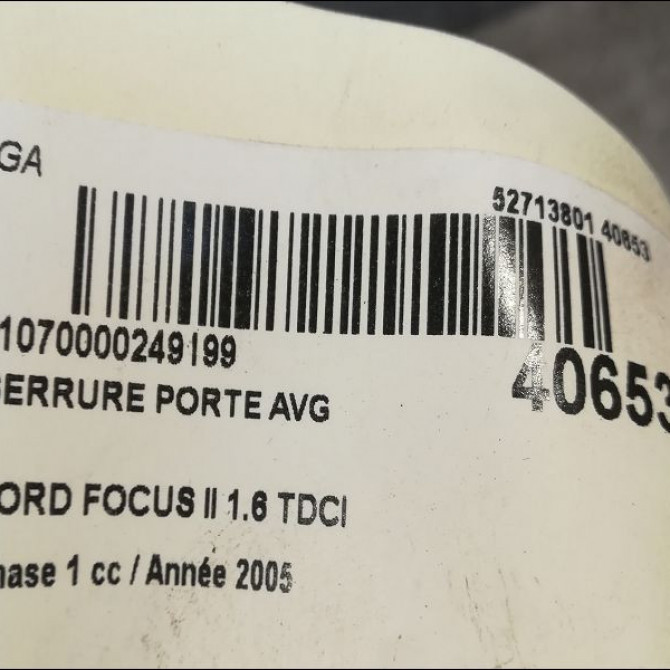 GA
52713801 40653
1070000249199
SERRURE PORTE AVG
40653
ORD FOCUS II 1.6 TDCI
hase 1 cc / Année 2005